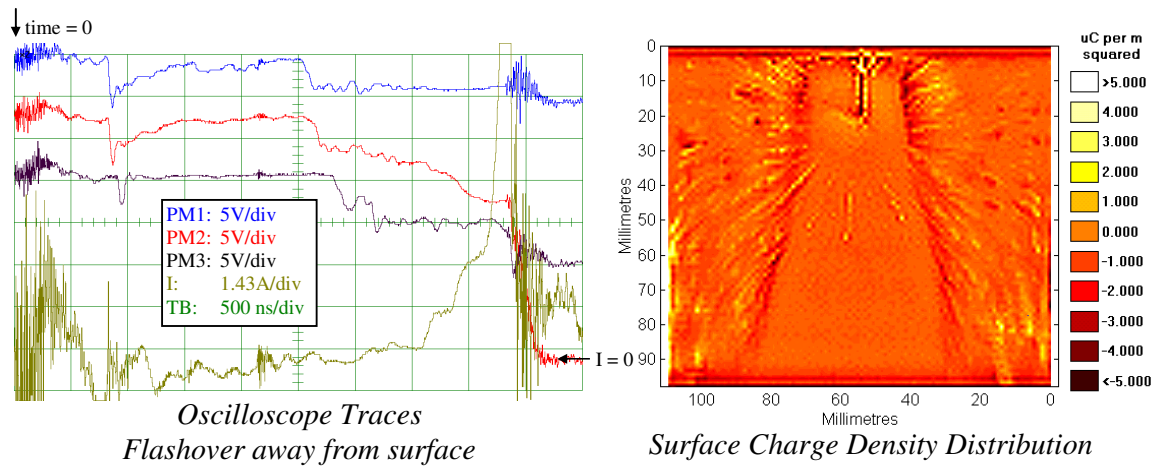 time = 0
PM1: 5V/div
PM2: 5V/div
PM3: 5V/div
I: 1.43A/div
TB: 500 ns/div
I = 0
Oscilloscope Traces
Flashover away from surface
0
10
20
30
40
50
60
70
80
90
Millimetres
100 80 60 40 20 0
Millimetres
uC per m
squared
>5.000
4.000
3.000
2.000
1.000
0.000
-1.000
-2.000
-3.000
-4.000
<-5.000
Surface Charge Density Distribution